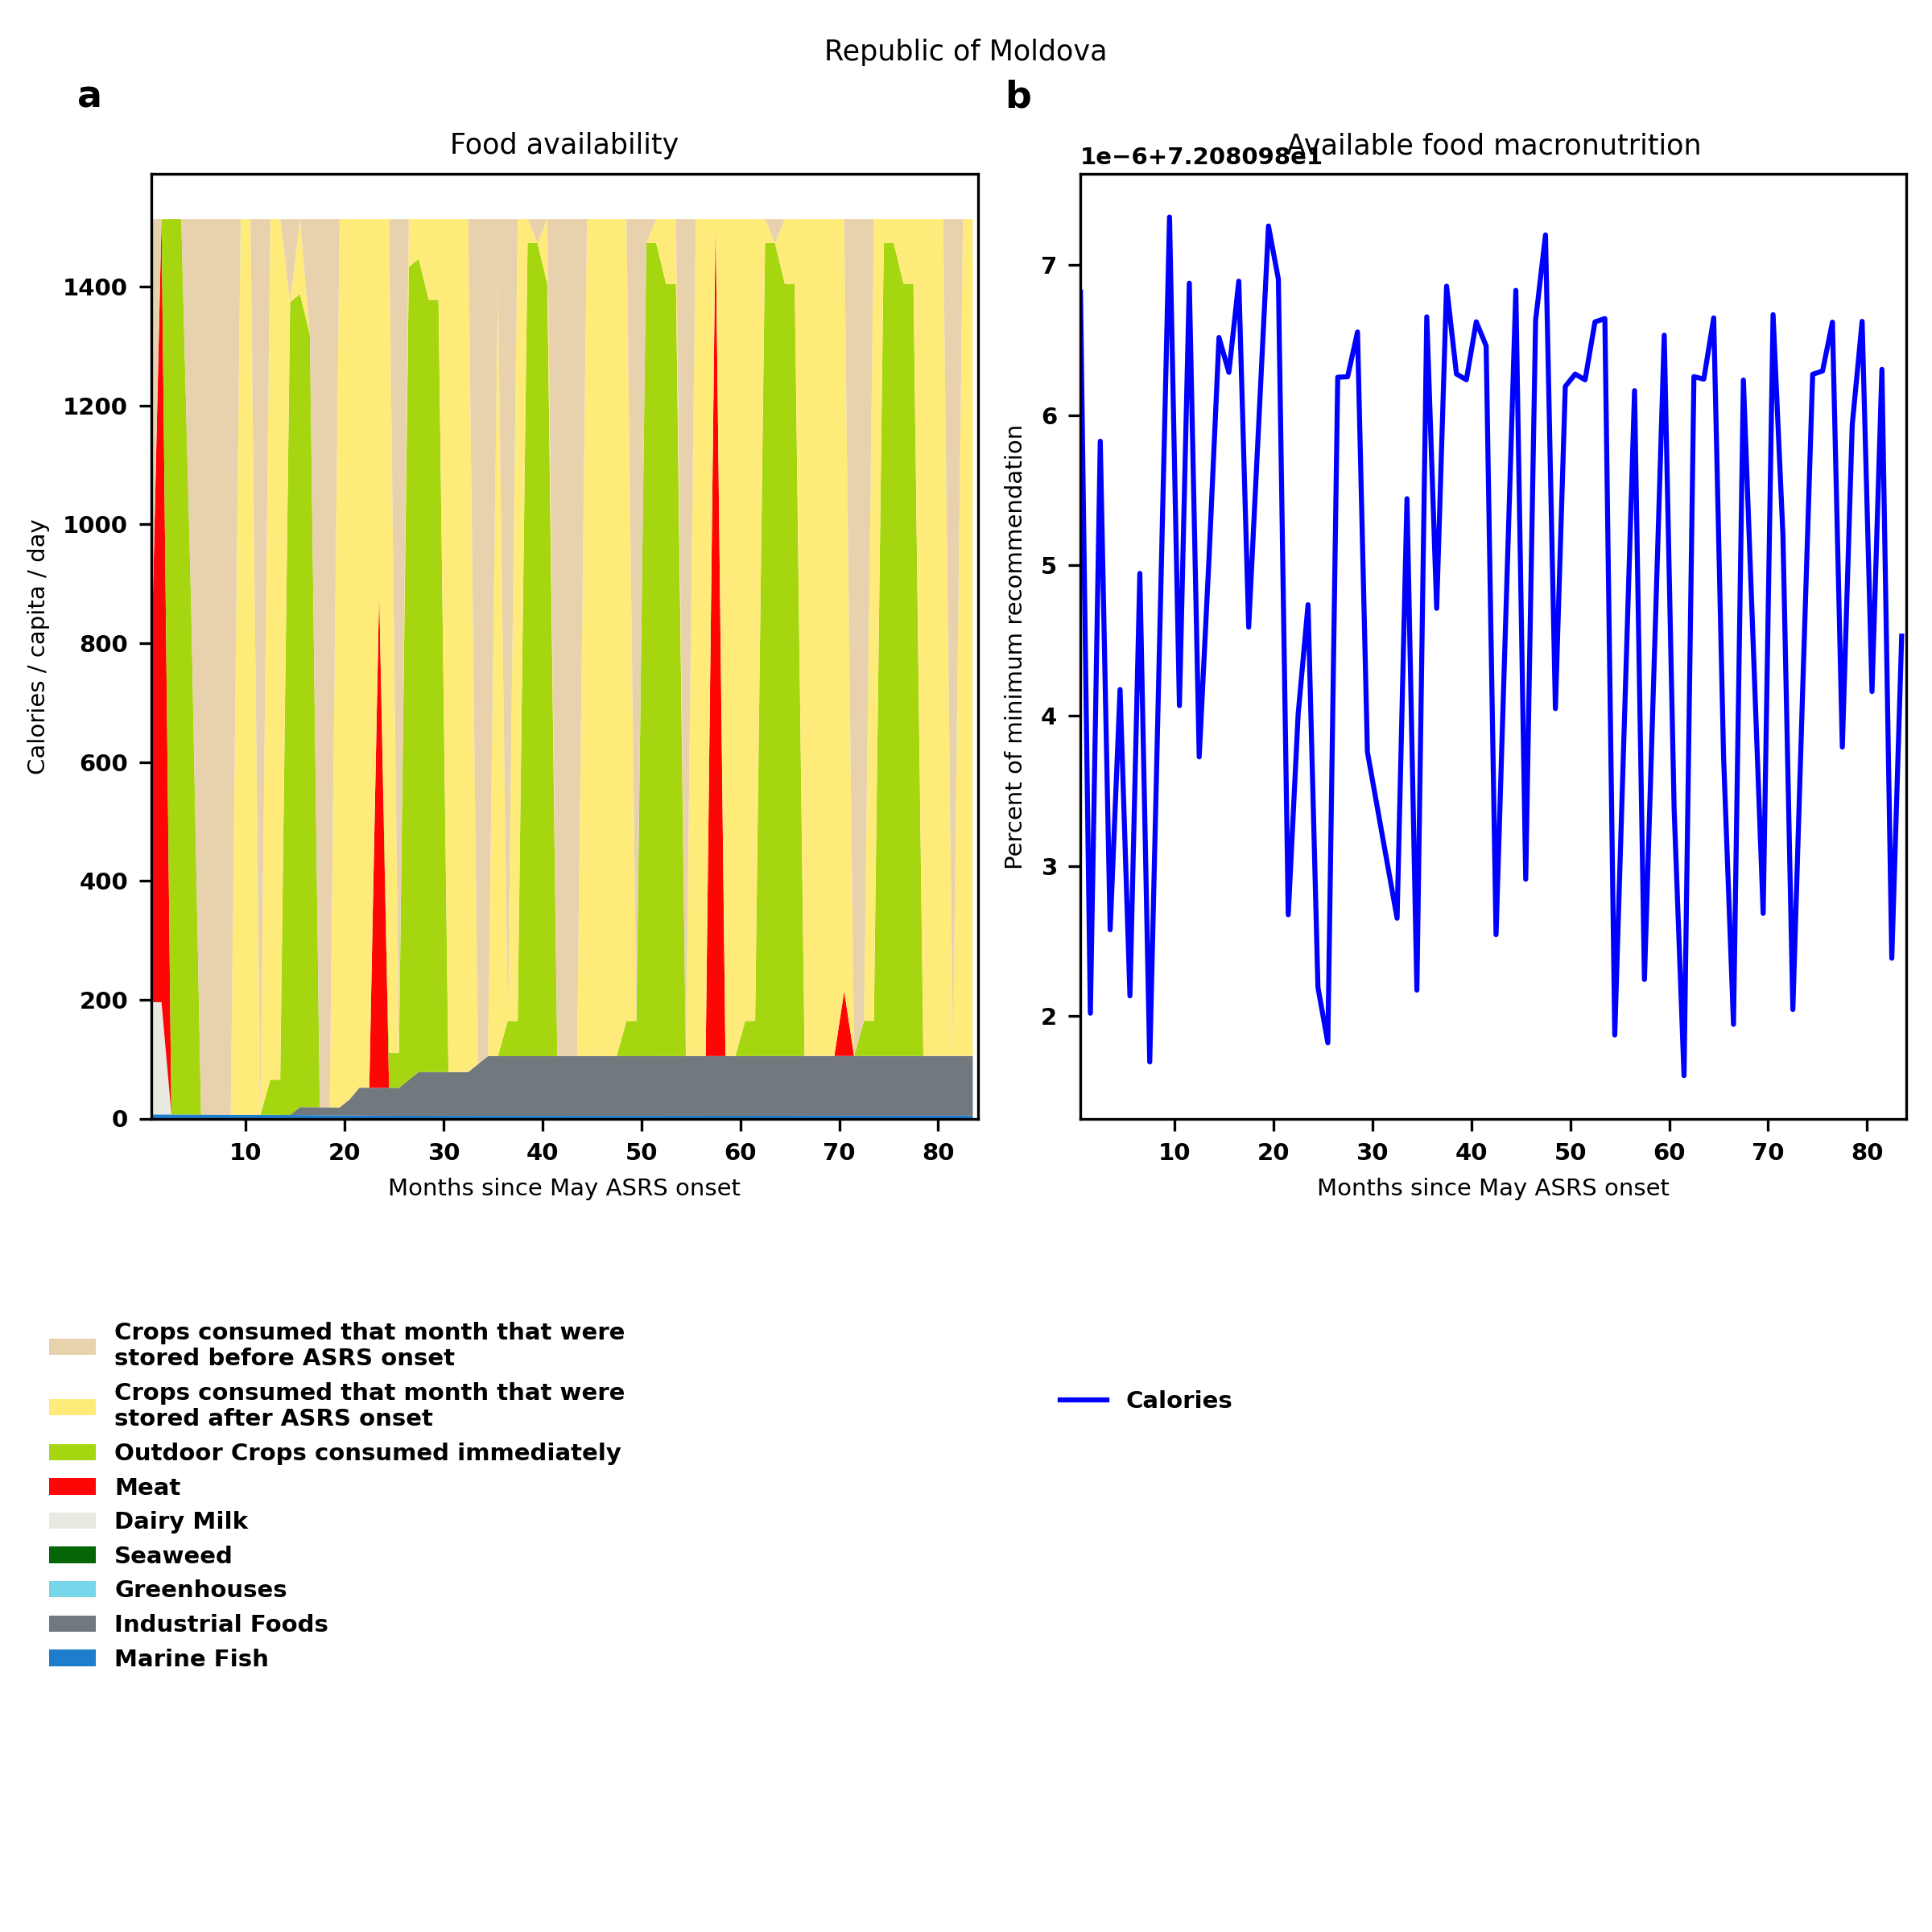 Republic of Moldova
a
Food availability
Calories / capita / day
1400
1200
1000
800
600
400
200
0
10 20 30 40 50 60 70 80
Months since May ASRS onset
b
Available food macronutrition
1e−6+7.208098e1
Percent of minimum recommendation
7
6
5
4
3
2
10 20 30 40 50 60 70 80
Months since May ASRS onset
Crops consumed that month that were
stored before ASRS onset
Crops consumed that month that were
stored after ASRS onset
Outdoor Crops consumed immediately
Meat
Dairy Milk
Seaweed
Greenhouses
Industrial Foods
Marine Fish
Calories